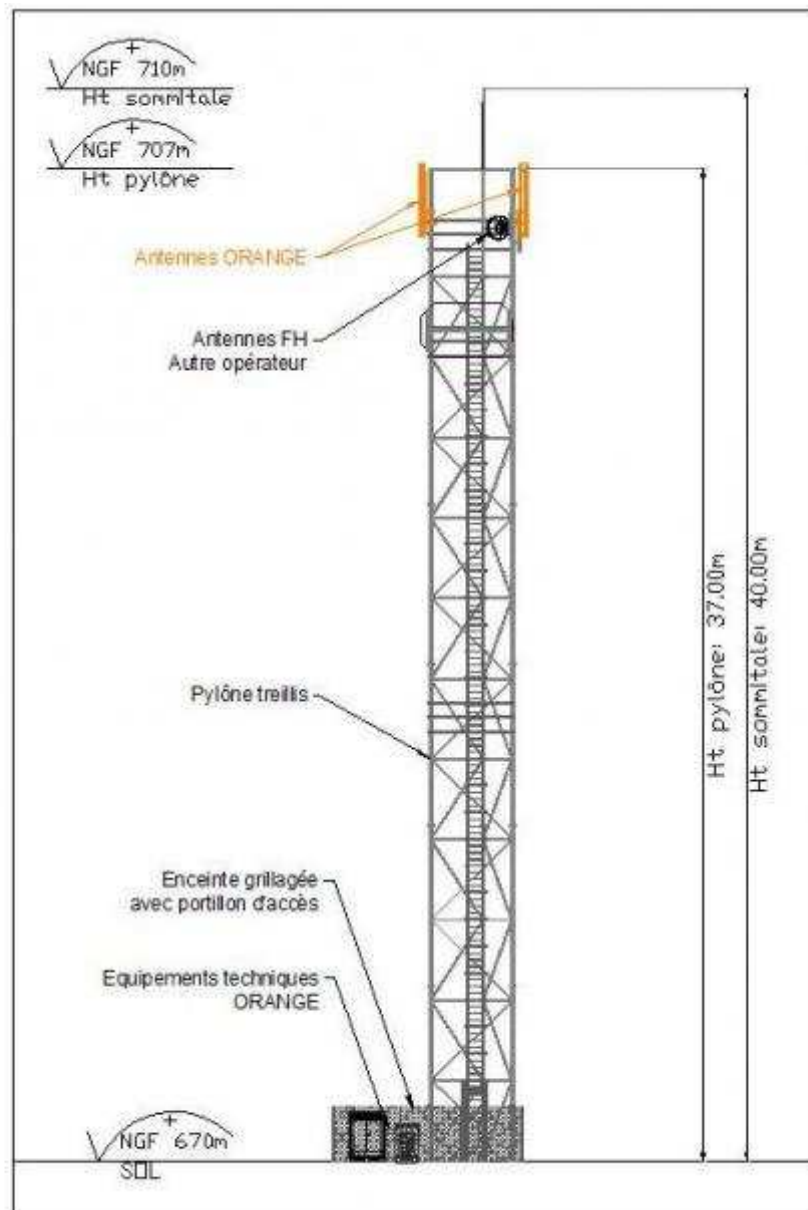 NGF 710m
Ht sommitale
NGF 707m
Ht pylône
Antennes ORANGE
Antennes FH
Autre opérateur
Pylône treillis
Enceinte grillagée
avec portillon d'accès
Equipements techniques
ORANGE
NGF 670m
SOL
Ht pylône: 37.00m
Ht sommitale: 40.00m